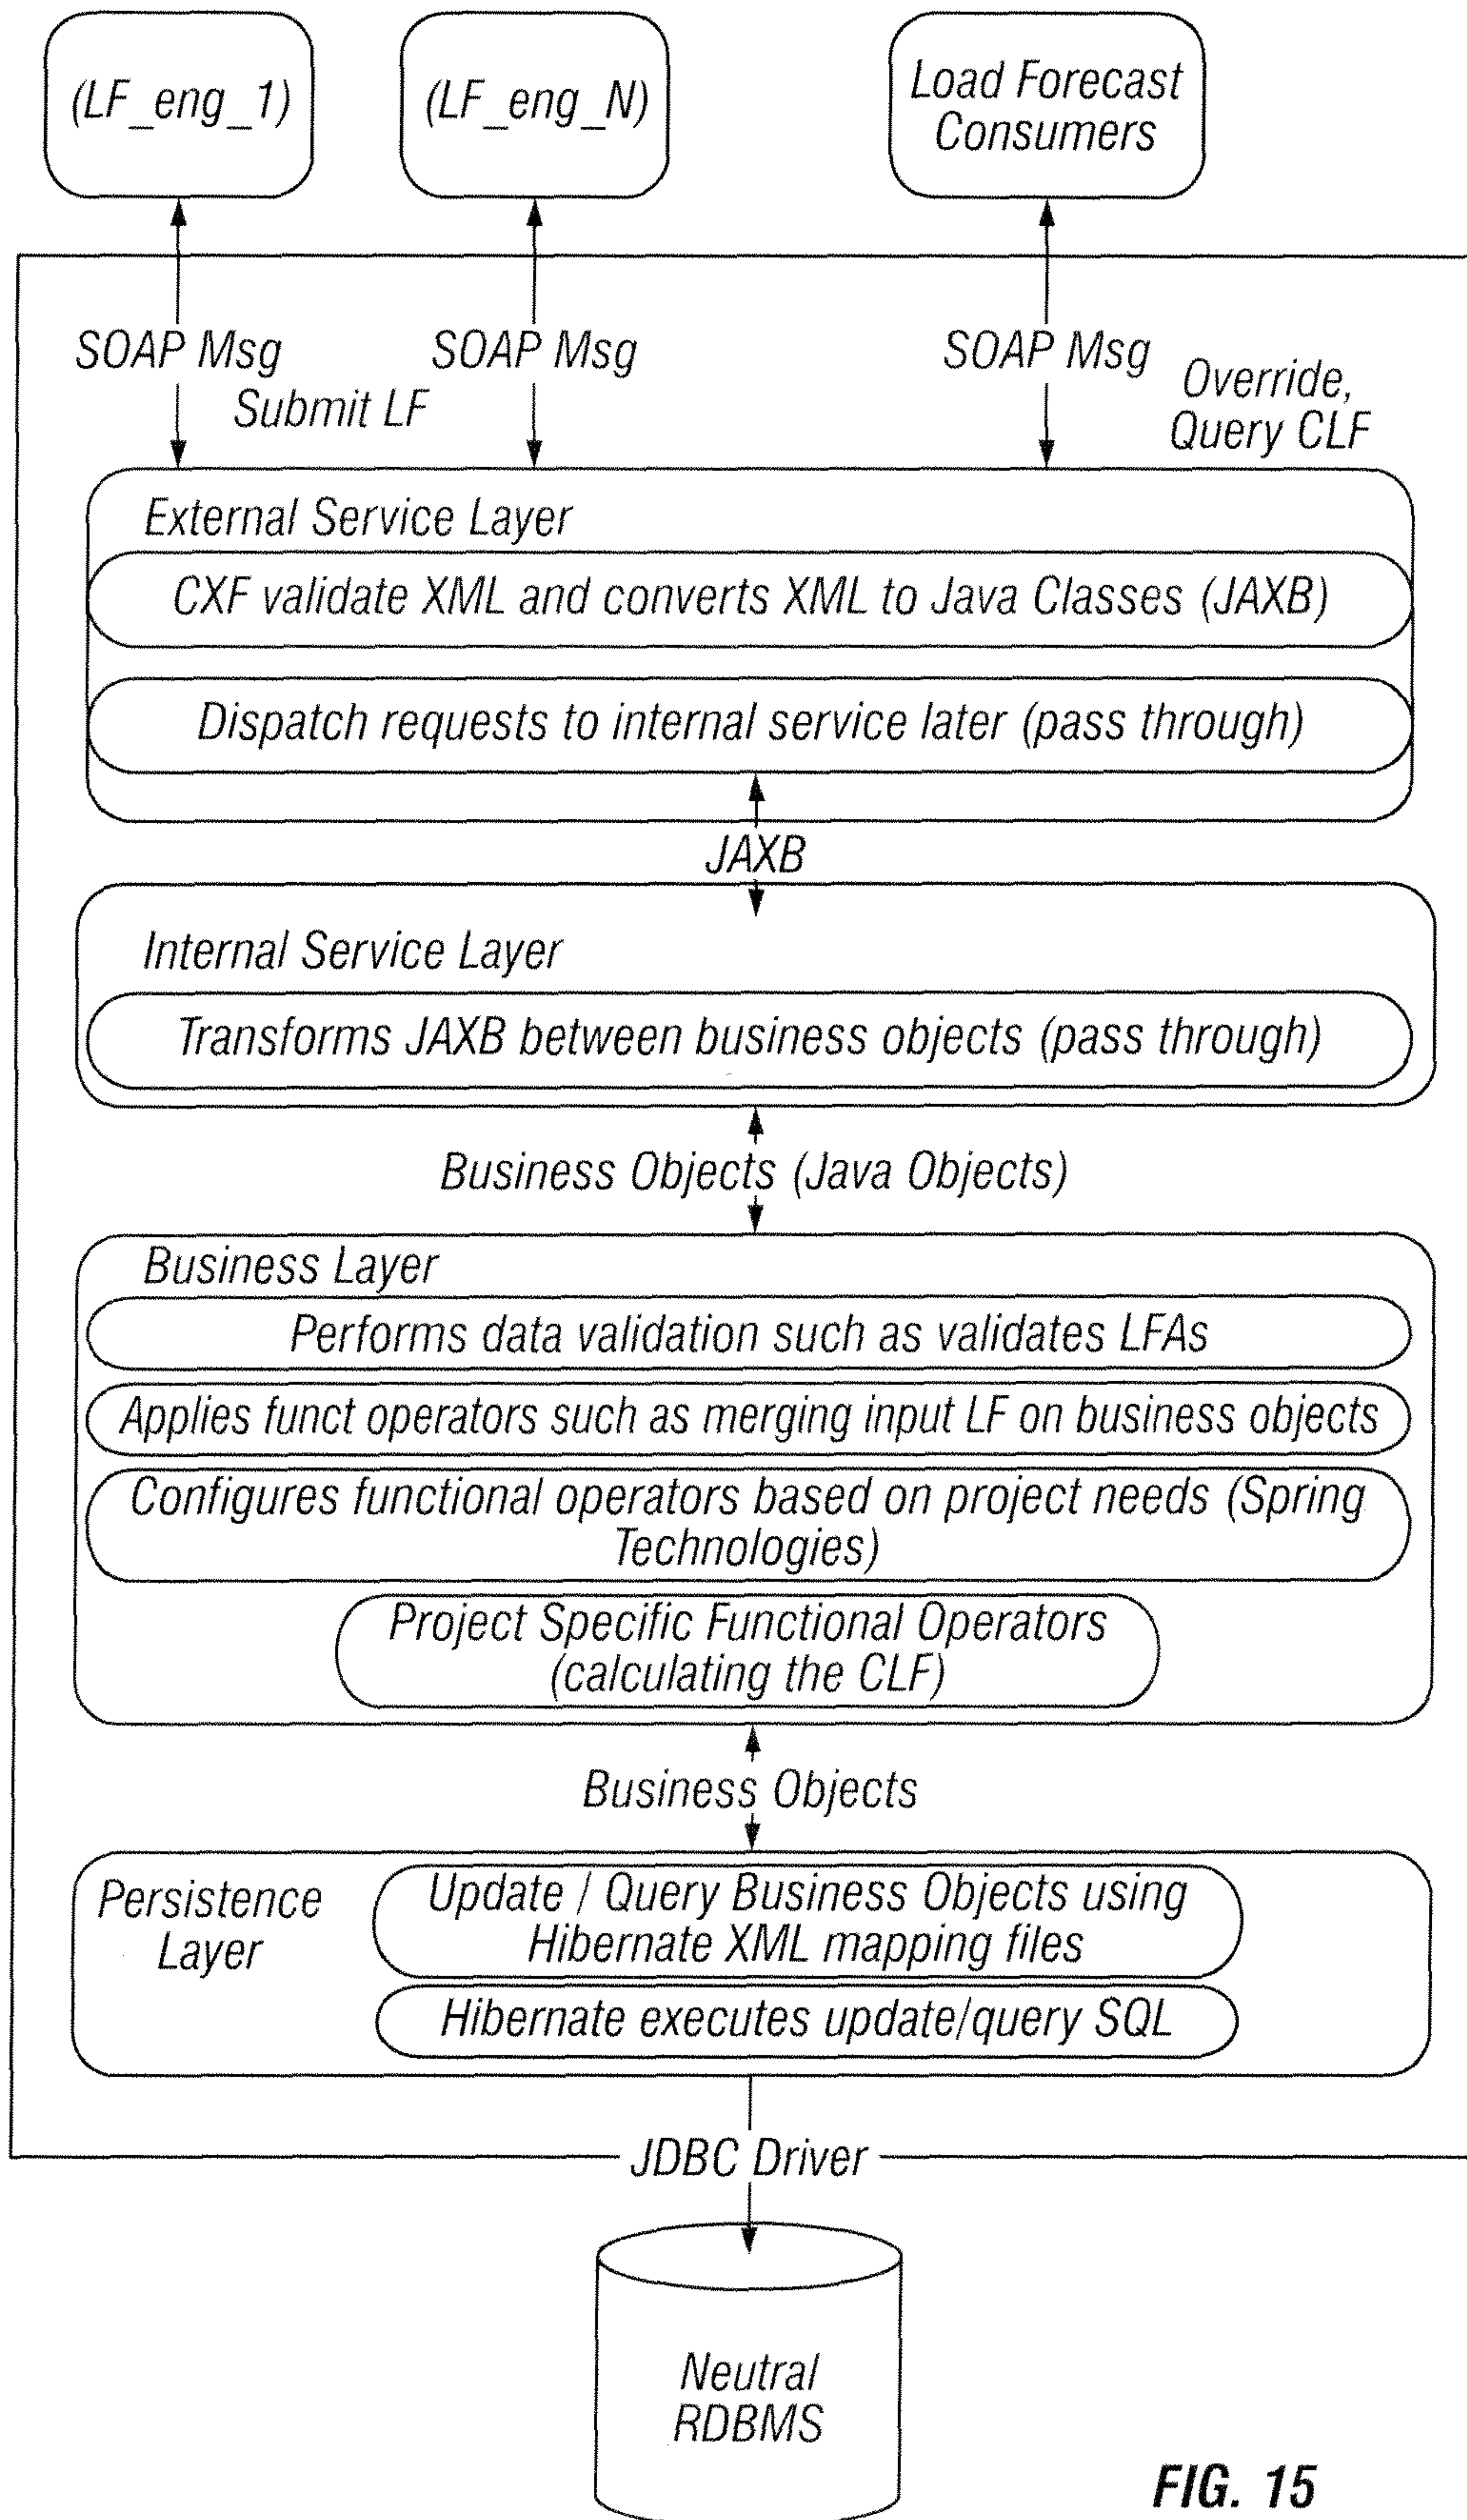 (LF_eng_1)
(LF_eng_N)
Load Forecast
Consumers
SOAP Msg
SOAP Msg
SOAP Msg
Submit LF
Override,
Query CLF
External Service Layer
CXF validate XML and converts XML to Java Classes (JAXB)
Dispatch requests to internal service later (pass through)
JAXB
Internal Service Layer
Transforms JAXB between business objects (pass through)
Business Objects (Java Objects)
Business Layer
Performs data validation such as validates LFAs
Applies funct operators such as merging input LF on business objects
Configures functional operators based on project needs (Spring
Technologies)
Project Specific Functional Operators
(calculating the CLF)
Business Objects
Persistence
Layer
Update / Query Business Objects using
Hibernate XML mapping files
Hibernate executes update/query SQL
JDBC Driver
Neutral
RDBMS
FIG. 15